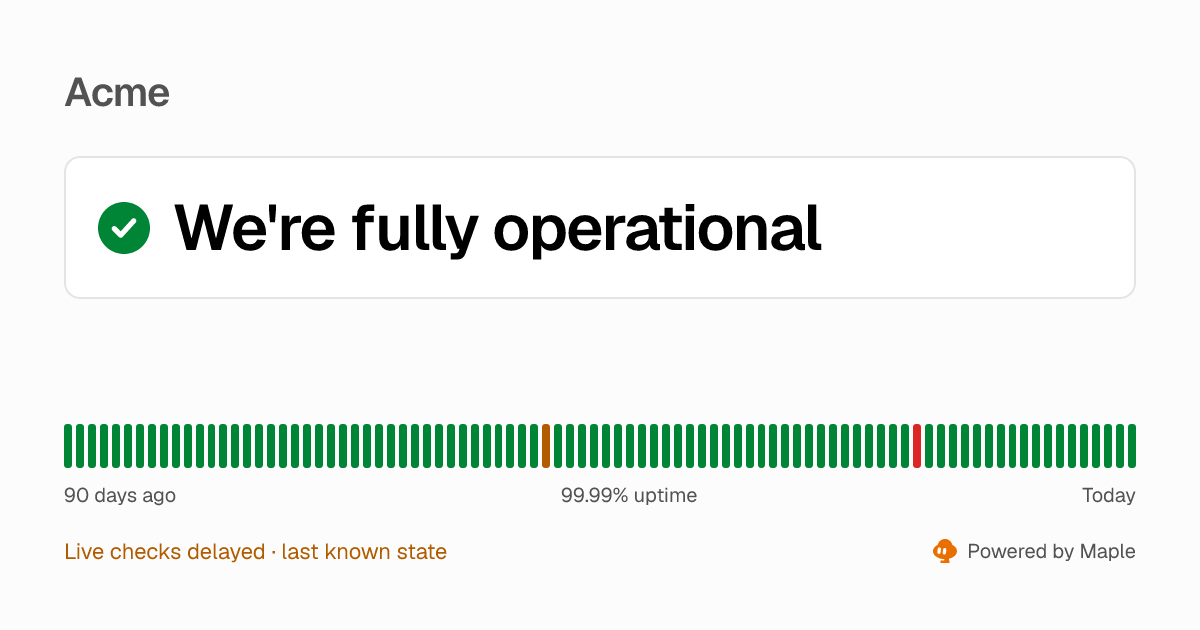 Acme
We're fully operational
90 days ago
99.99% uptime
Today
Live checks delayed · last known state
Powered by Maple